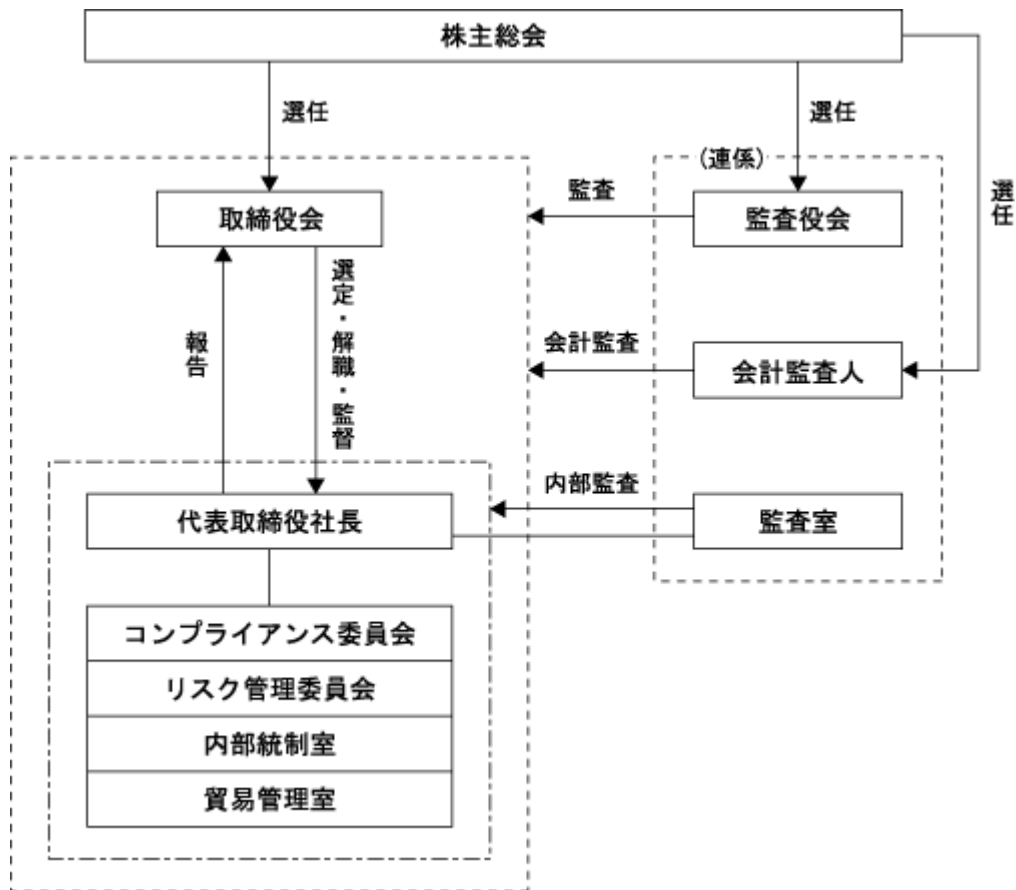 株主総会
選任
選任
選任
(連係)
取締役会
監査
監査役会
選定・解職・監督
報告
会計監査
会計監査人
内部監査
代表取締役社長
監査室
コンプライアンス委員会
リスク管理委員会
内部統制室
貿易管理室